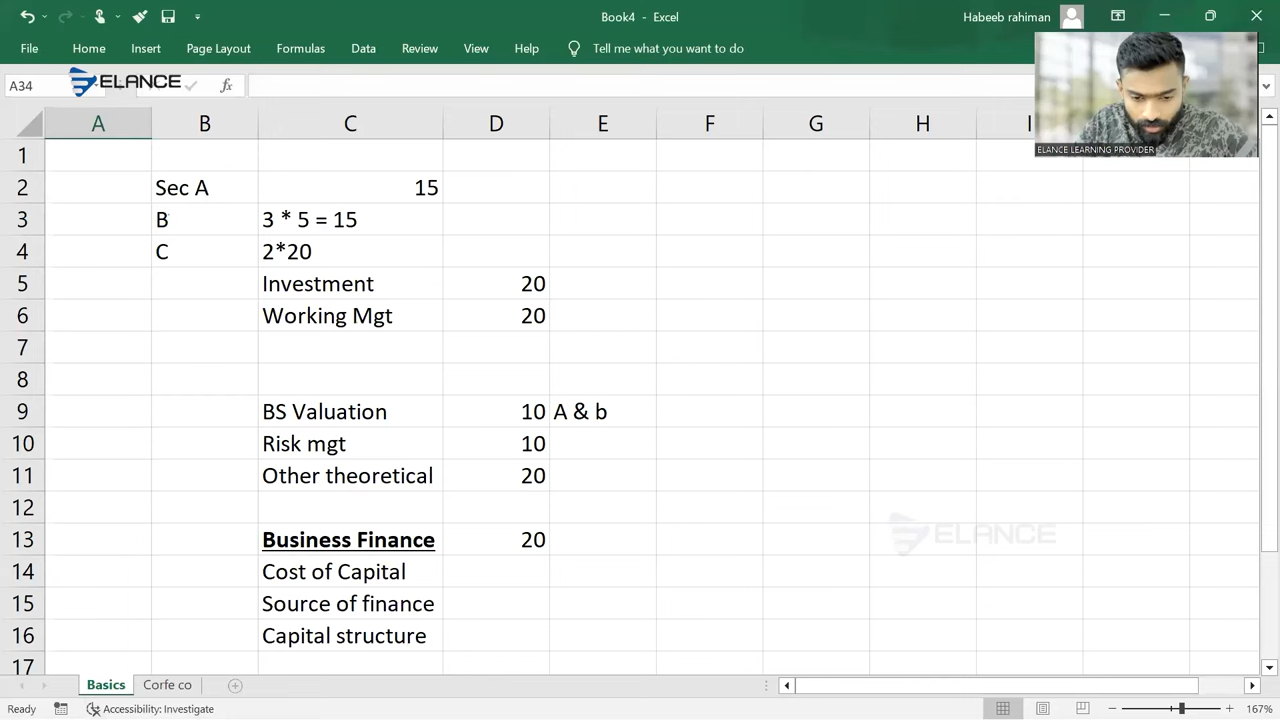 Book4 - Excel
Habeeb rahiman
File Home Insert Page Layout Formulas Data Review View Help Tell me what you want to do
A34
ELANCE
fx
ELANCE LEARNING PROVIDER
A B C D E F G H I
1
2 Sec A 15
3 B 3 * 5 = 15
4 C 2*20
5 Investment 20
6 Working Mgt 20
7
8
9 BS Valuation 10 A & b
10 Risk mgt 10
11 Other theoretical 20
12
ELANCE
13 Business Finance 20
14 Cost of Capital
15 Source of finance
16 Capital structure
17
Basics Corfe co
Ready Accessibility: Investigate 167%